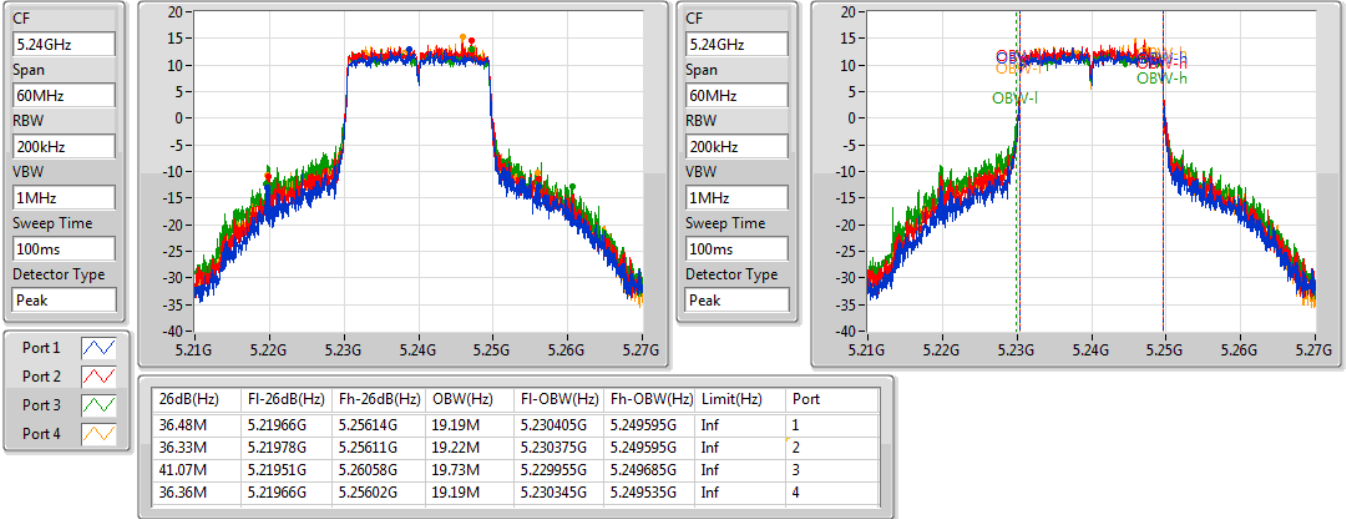 CF
5.24GHz
Span
60MHz
RBW
200kHz
VBW
1MHz
Sweep Time
100ms
Detector Type
Peak
20
15
10
5
0
-5
-10
-15
-20
-25
-30
-35
-40
5.21G 5.22G 5.23G 5.24G 5.25G 5.26G 5.27G
CF
5.24GHz
Span
60MHz
RBW
200kHz
VBW
1MHz
Sweep Time
100ms
Detector Type
Peak
20
15
10
5
0
-5
-10
-15
-20
-25
-30
-35
-40
OBW-h
OBW-l
OBW-h
5.21G 5.22G 5.23G 5.24G 5.25G 5.26G 5.27G
Port 1
Port 2
Port 3
Port 4
26dB(Hz) Fl-26dB(Hz) Fh-26dB(Hz) OBW(Hz) Fl-OBW(Hz) Fh-OBW(Hz) Limit(Hz) Port
36.48M 5.21966G 5.25614G 19.19M 5.230405G 5.249595G Inf 1
36.33M 5.21978G 5.25611G 19.22M 5.230375G 5.249595G Inf 2
41.07M 5.21951G 5.26058G 19.73M 5.229955G 5.249685G Inf 3
36.36M 5.21966G 5.25602G 19.19M 5.230345G 5.249535G Inf 4